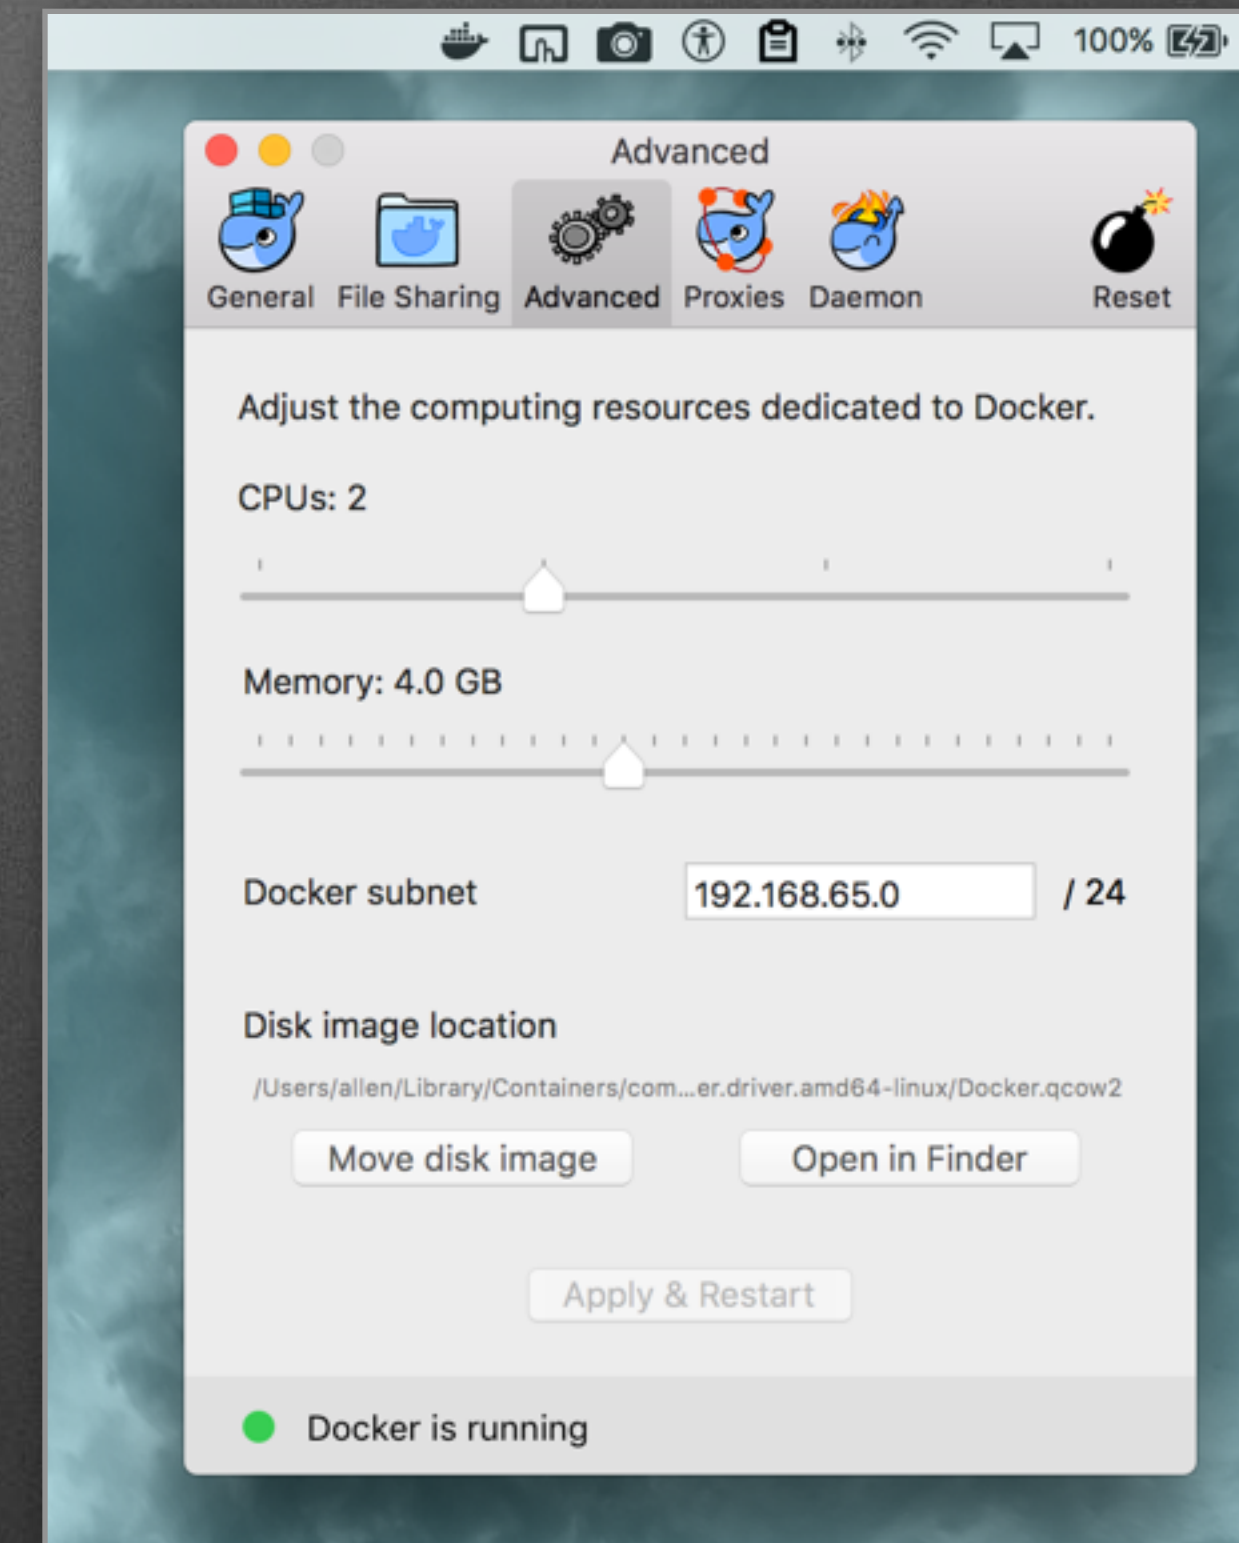 100%
Advanced
General File Sharing Advanced Proxies Daemon Reset
Adjust the computing resources dedicated to Docker.
CPUs: 2
Memory: 4.0 GB
Docker subnet 192.168.65.0 / 24
Disk image location
/Users/allen/Library/Containers/com...er.driver.amd64-linux/Docker.qcow2
Move disk image Open in Finder
Apply & Restart
Docker is running